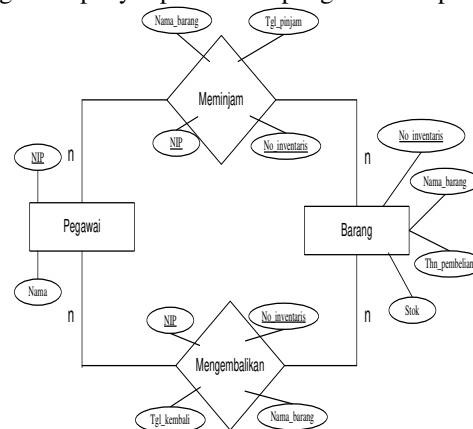 Nama_barang
Tgl_pinjam
Meminjam
NIP
No_inventaris
n
n
NIP
No_inventaris
Nama_barang
Pegawai
Barang
Thn_pembelian
Nama
Stok
n
n
NIP
No_inventaris
Mengembalikan
Tgl_kembali
Nama_barang